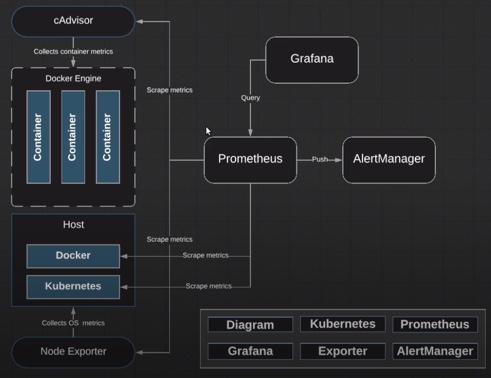 cAdvisor
Collects container metrics
Docker Engine
Container
Container
Container
Scrape metrics
Grafana
Query
Prometheus
Push
AlertManager
Host
Docker
Kubernetes
Scrape metrics
Scrape metrics
Scrape metrics
Collects OS metrics
Node Exporter
Diagram
Kubernetes
Prometheus
Grafana
Exporter
AlertManager